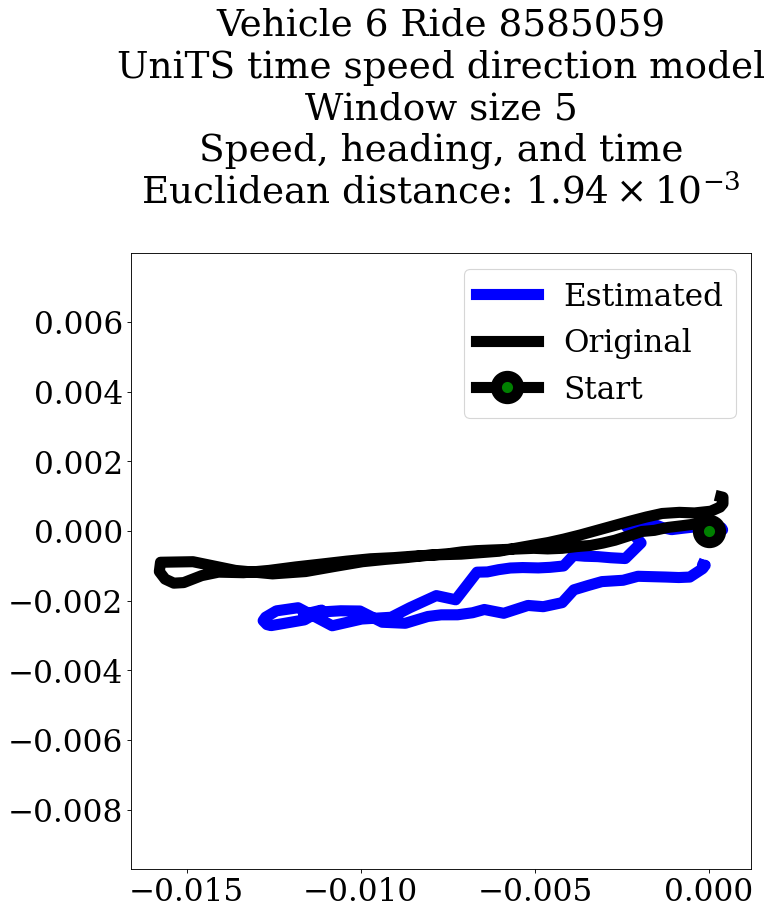 Vehicle 6 Ride 8585059
UniTS time speed direction model
Window size 5
Speed, heading, and time
Euclidean distance: 1.94 × 10⁻³
Estimated
Original
Start
0.006
0.004
0.002
0.000
−0.002
−0.004
−0.006
−0.008
−0.015 −0.010 −0.005 0.000